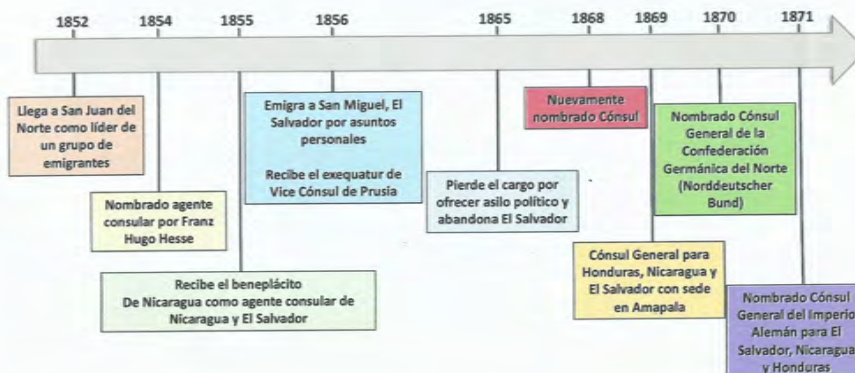 1852
1854
1855
1856
1865
1868
1869
1870
1871
Llega a San Juan del
Norte como líder de
un grupo de
emigrantes
Nombrado agente
consular por Franz
Hugo Hesse
Recibe el beneplácito
De Nicaragua como agente consular de
Nicaragua y El Salvador
Emigra a San Miguel, El
Salvador por asuntos
personales
Recibe el exequatur de
Vice Cónsul de Prusia
Pierde el cargo por
ofrecer asilo político y
abandona El Salvador
Nuevamente
nombrado Cónsul
Cónsul General para
Honduras, Nicaragua y
El Salvador con sede
en Amapala
Nombrado Cónsul
General de la
Confederación
Germánica del Norte
(Norddeutscher
Bund)
Nombrado Cónsul
General del Imperio
Alemán para El
Salvador, Nicaragua
y Honduras